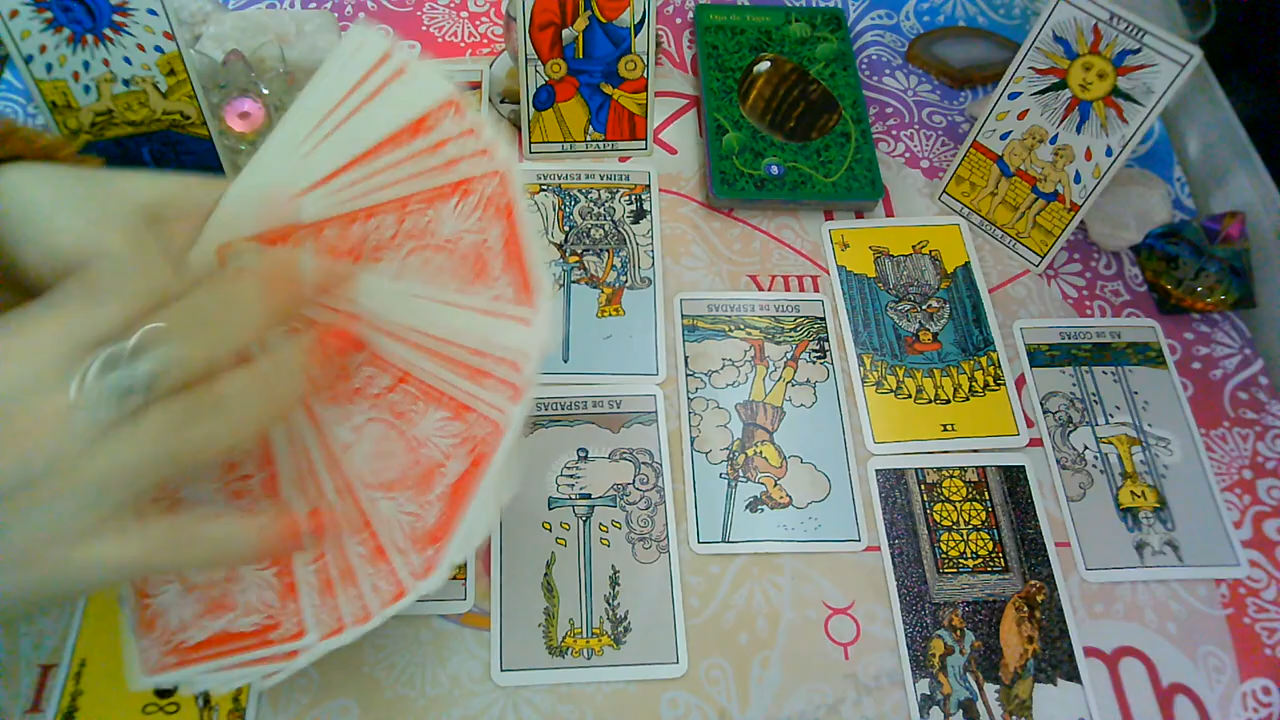 Ojo de Tigre
XVIIII
LE PAPE
REINA DE ESPADAS
LE SOLEIL
VIII
SOTA DE ESPADAS
AS DE COPAS
AS DE ESPADAS
IX
W
I